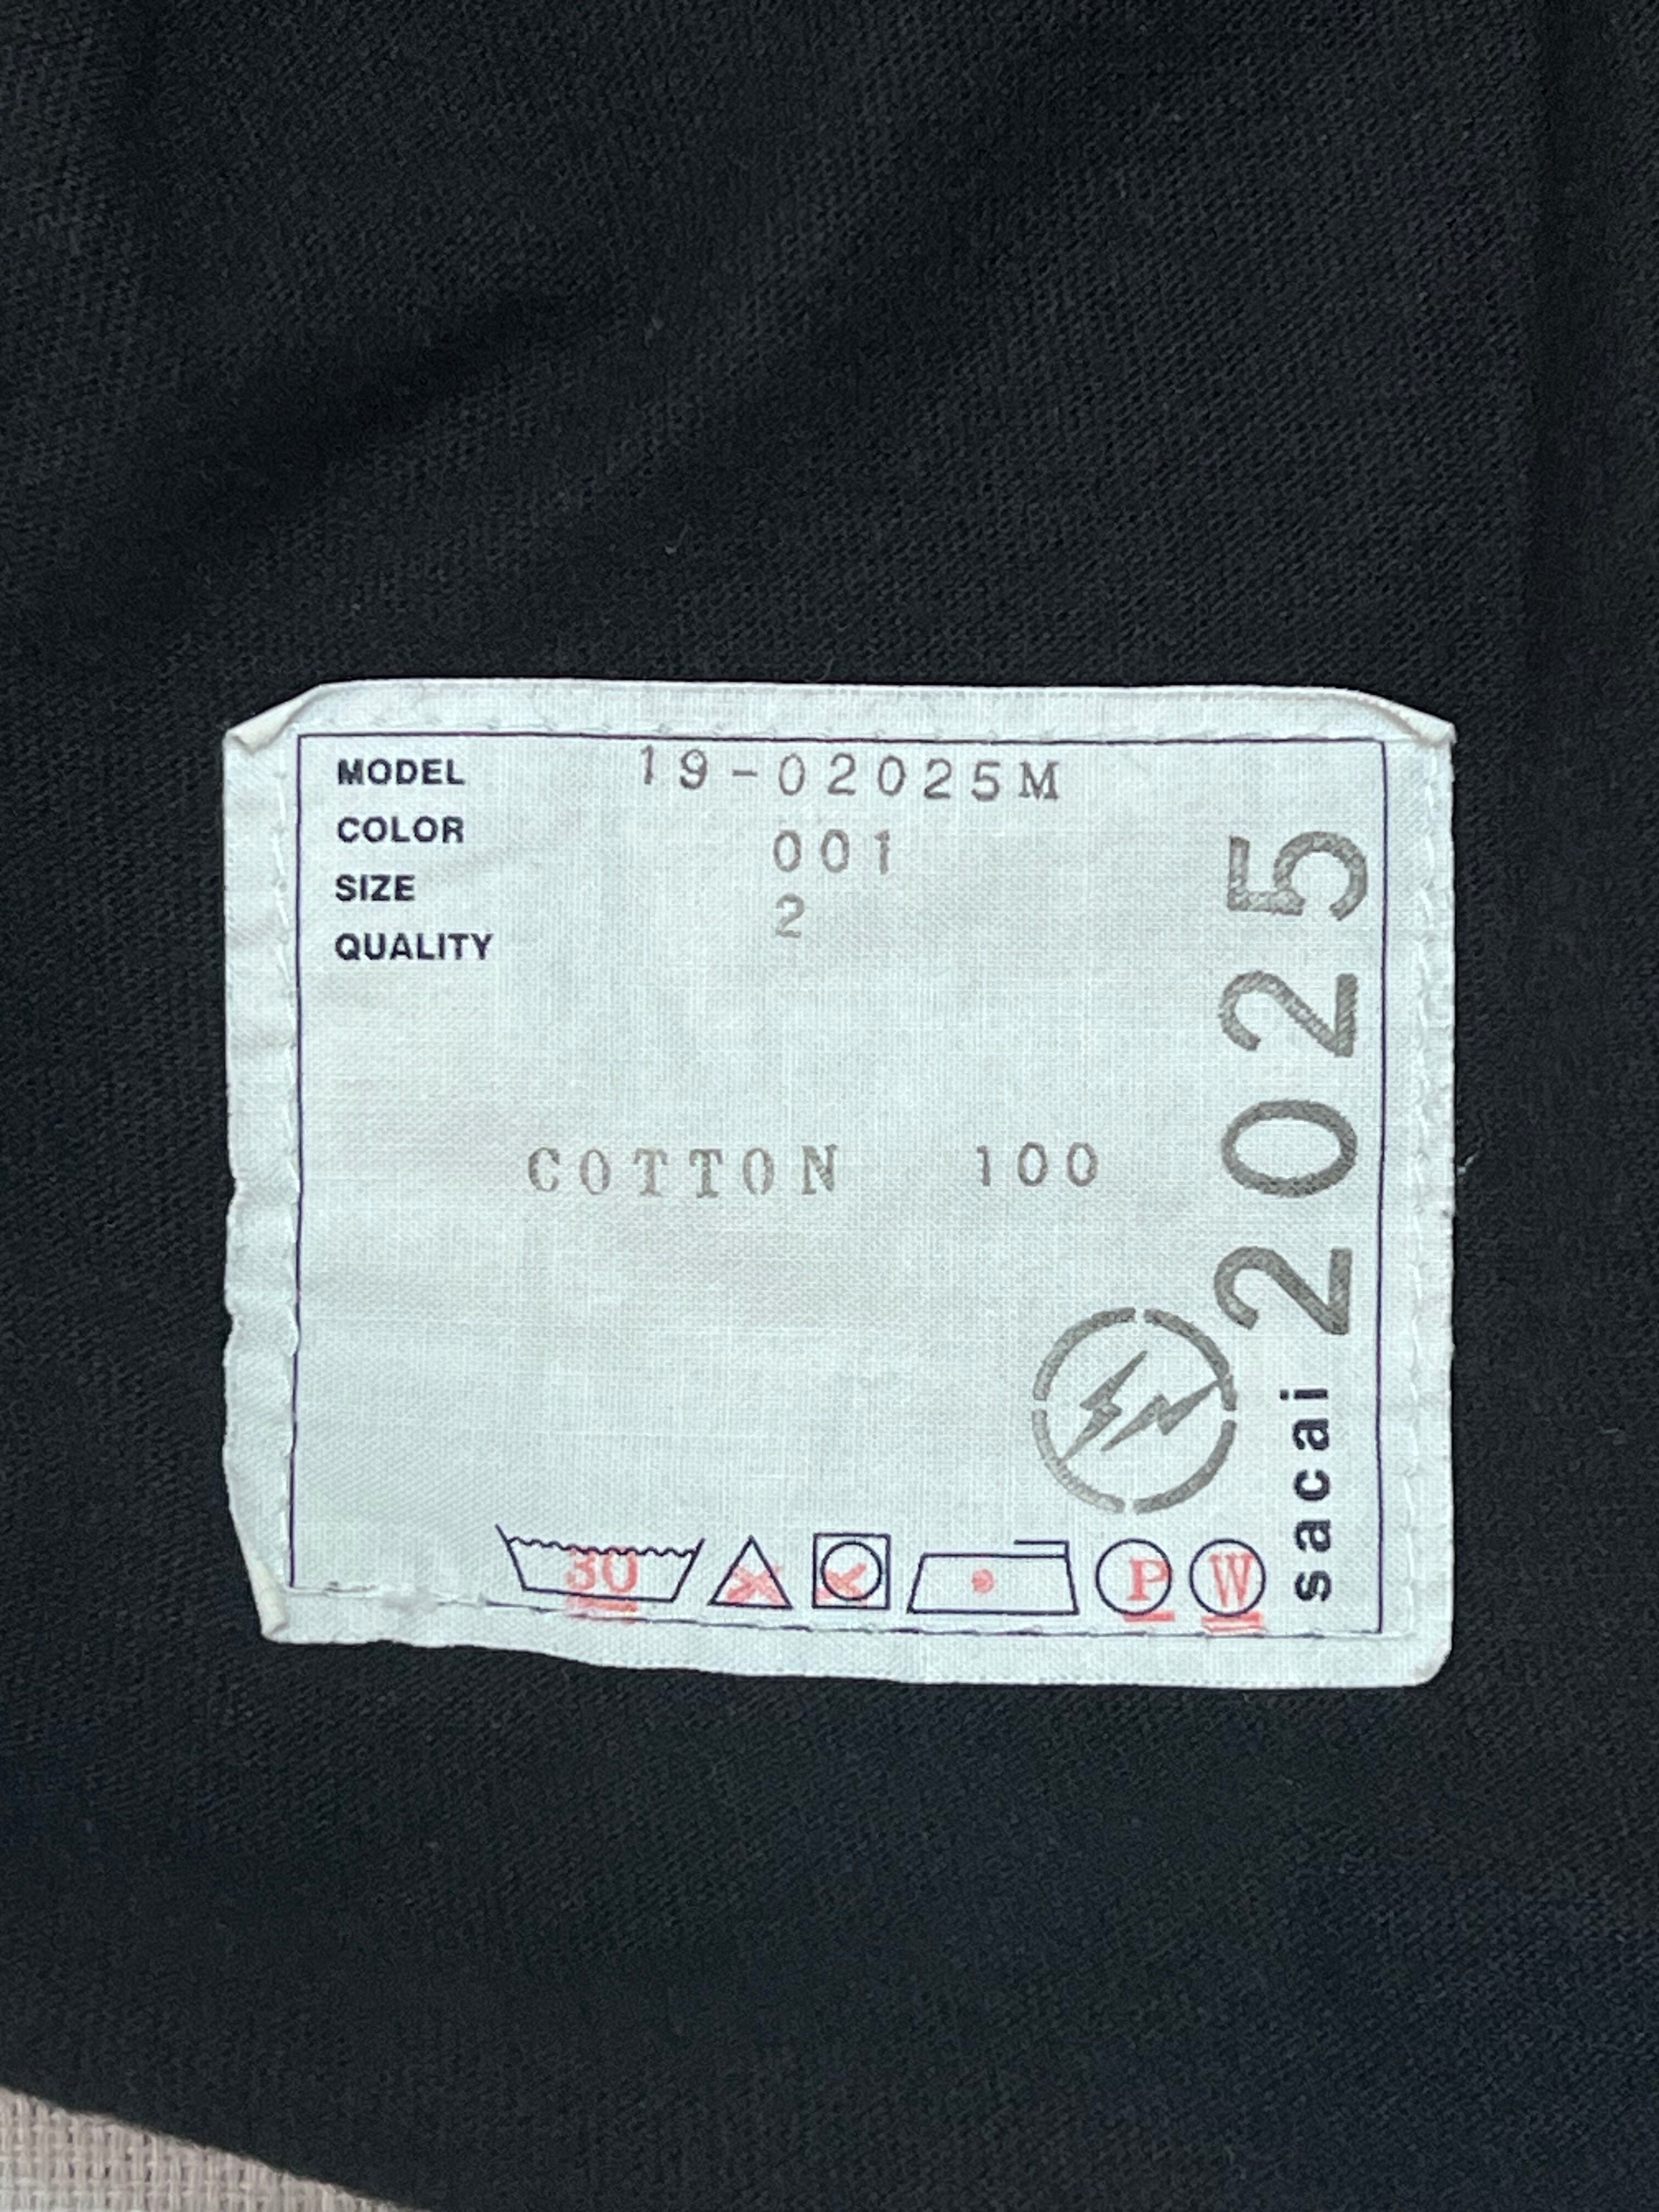 MODEL 19-02025M
COLOR 001
SIZE 2
QUALITY
COTTON 100
sacai 2025
30
P
W